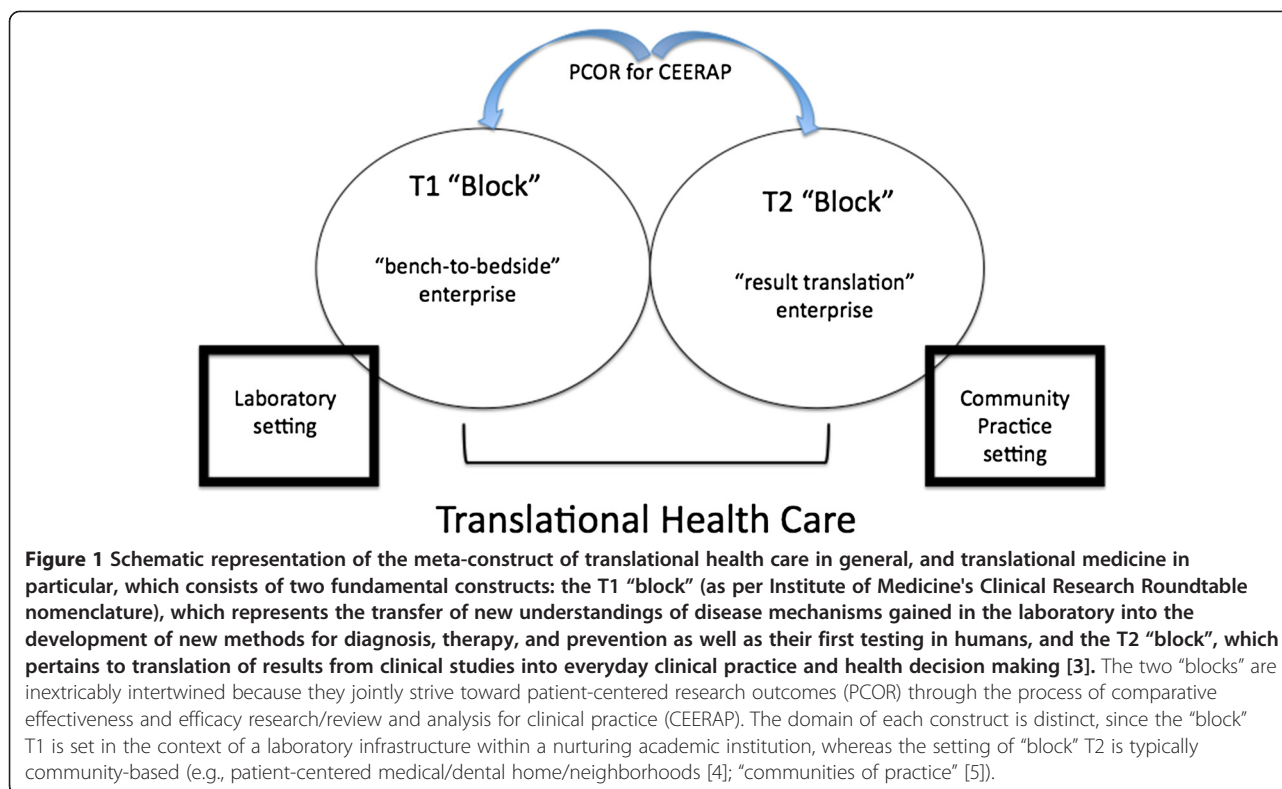 PCOR for CEERAP
T1 “Block”
“bench-to-bedside”
enterprise
T2 “Block”
“result translation”
enterprise
Laboratory
setting
Community
Practice
setting
Translational Health Care
Figure 1 Schematic representation of the meta-construct of translational health care in general, and translational medicine in
particular, which consists of two fundamental constructs: the T1 “block” (as per Institute of Medicine's Clinical Research Roundtable
nomenclature), which represents the transfer of new understandings of disease mechanisms gained in the laboratory into the
development of new methods for diagnosis, therapy, and prevention as well as their first testing in humans, and the T2 “block”, which
pertains to translation of results from clinical studies into everyday clinical practice and health decision making [3]. The two “blocks” are
inextricably intertwined because they jointly strive toward patient-centered research outcomes (PCOR) through the process of comparative
effectiveness and efficacy research/review and analysis for clinical practice (CEERAP). The domain of each construct is distinct, since the “block”
T1 is set in the context of a laboratory infrastructure within a nurturing academic institution, whereas the setting of “block” T2 is typically
community-based (e.g., patient-centered medical/dental home/neighborhoods [4]; “communities of practice” [5]).